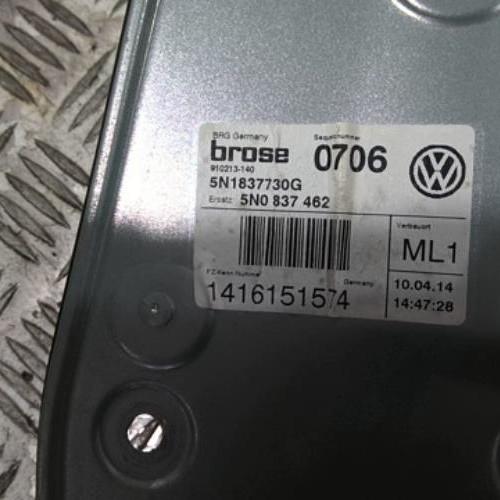 BRG Germany
Sequenznummer
brose 0706
910213-140
5N1837730G
Ersatz: 5N0 837 462
Verbauort
ML1
FZ-Kenn.Nummer
Germany
1416151574
10.04.14
14:47:28